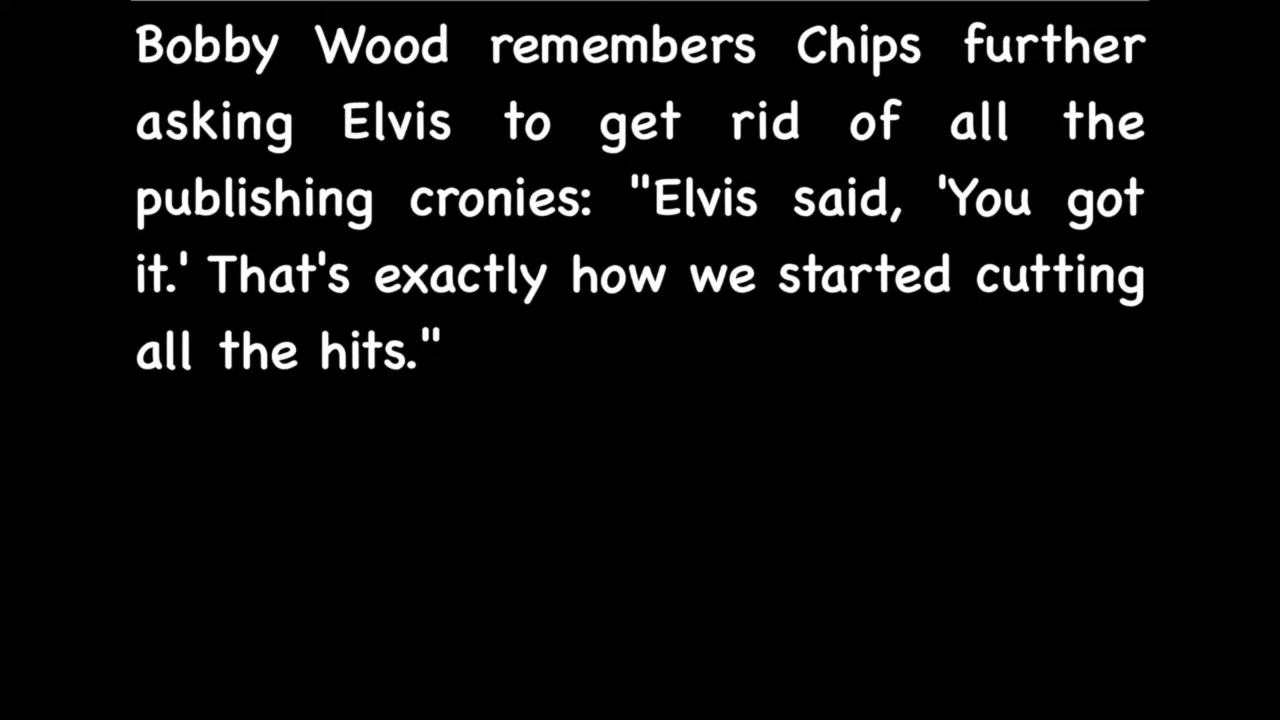 Bobby Wood remembers Chips further
asking Elvis to get rid of all the
publishing cronies: "Elvis said, 'You got
it.' That's exactly how we started cutting
all the hits."